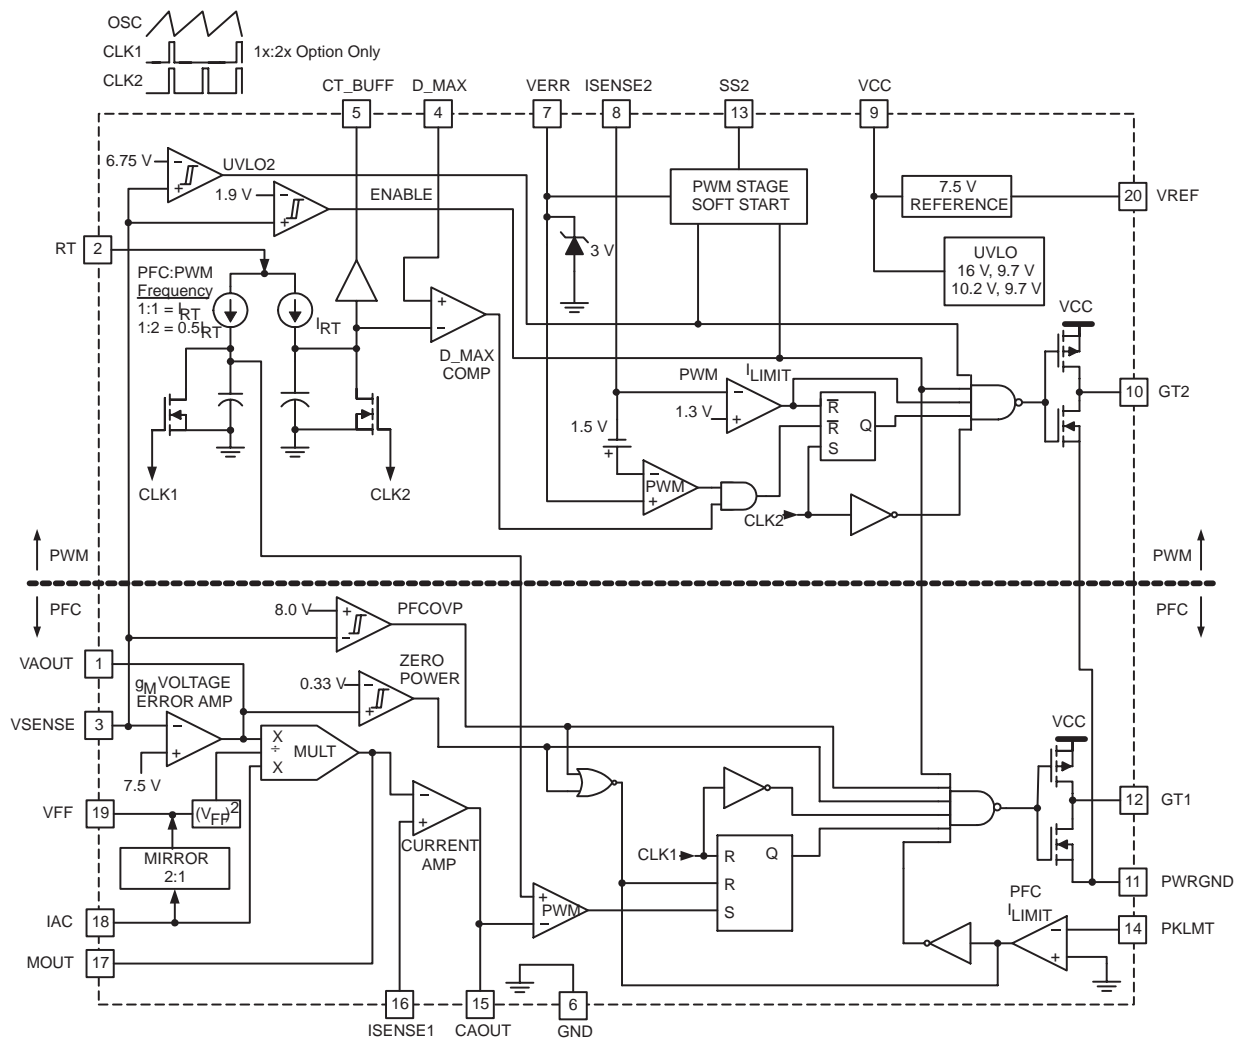 OSC
CLK1
1x:2x Option Only
CLK2
CT_BUFF
D_MAX
VERR
ISENSE2
SS2
VCC
5
4
7
8
13
9
6.75 V
−
+
UVLO2
1.9 V
−
+
ENABLE
PWM STAGE
SOFT START
7.5 V
REFERENCE
20
VREF
RT
2
3 V
UVLO
16 V, 9.7 V
10.2 V, 9.7 V
PFC:PWM
Frequency
1:1 = IRT
1:2 = 0.5IRT
IRT
+
−
D_MAX
COMP
VCC
PWM
ILIMIT
−
+
1.3 V
R
R
S
Q
10
GT2
1.5 V
+
−
+
PWM
CLK1
CLK2
CLK2
PWM
PWM
PFC
PFC
8.0 V
+
−
PFCOVP
VAOUT
1
gM VOLTAGE
ERROR AMP
ZERO
POWER
0.33 V
−
+
VSENSE
3
−
+
7.5 V
X
÷
X
MULT
VCC
VFF
19
(VFF)2
−
+
CURRENT
AMP
12
GT1
MIRROR
2:1
CLK1
R
R
S
Q
11
PWRGND
IAC
18
+
−
PWM
PFC
ILIMIT
−
+
14
PKLMT
MOUT
17
16
15
6
ISENSE1
CAOUT
GND